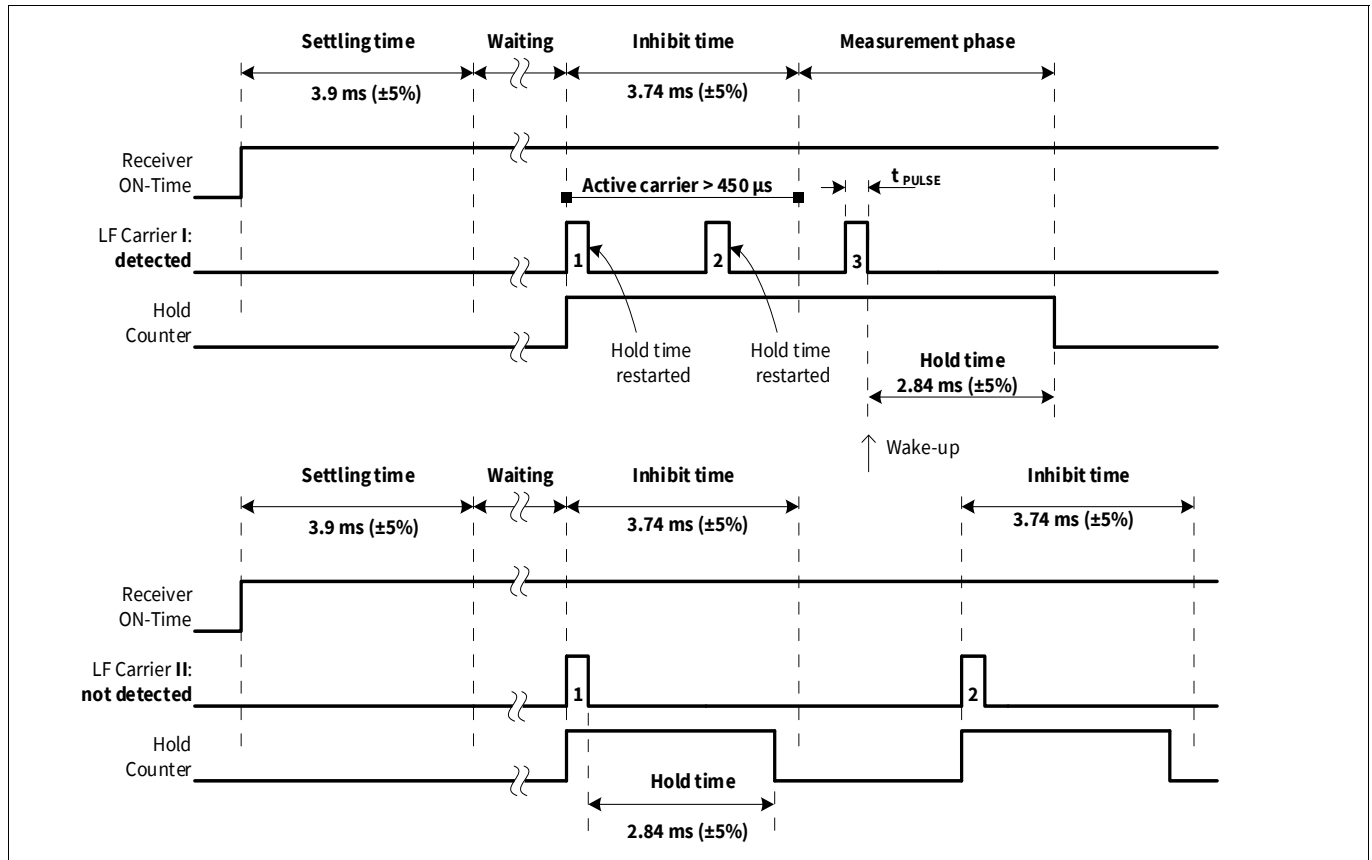 Settling time
Waiting
Inhibit time
Measurement phase
3.9 ms (±5%)
3.74 ms (±5%)
Receiver
ON-Time
Active carrier > 450 µs
t PULSE
LF Carrier I:
detected
1
2
3
Hold
Counter
Hold time
restarted
Hold time
restarted
Hold time
2.84 ms (±5%)
Wake-up
Settling time
Waiting
Inhibit time
Inhibit time
3.9 ms (±5%)
3.74 ms (±5%)
3.74 ms (±5%)
Receiver
ON-Time
LF Carrier II:
not detected
1
2
Hold
Counter
Hold time
2.84 ms (±5%)